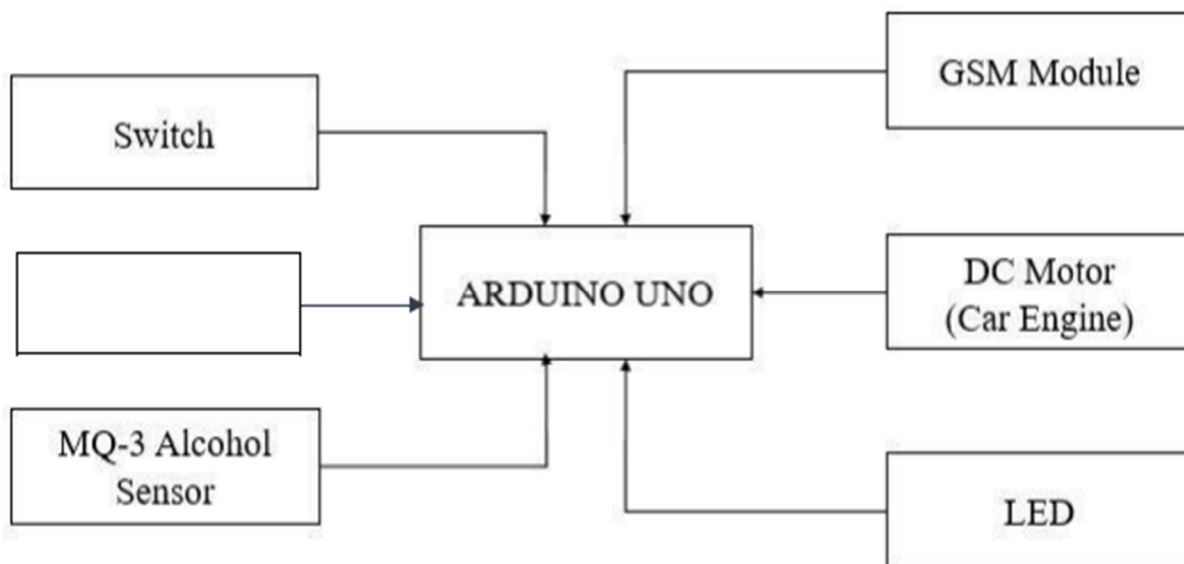 GSM Module
Switch
ARDUINO UNO
DC Motor
(Car Engine)
MQ-3 Alcohol
Sensor
LED